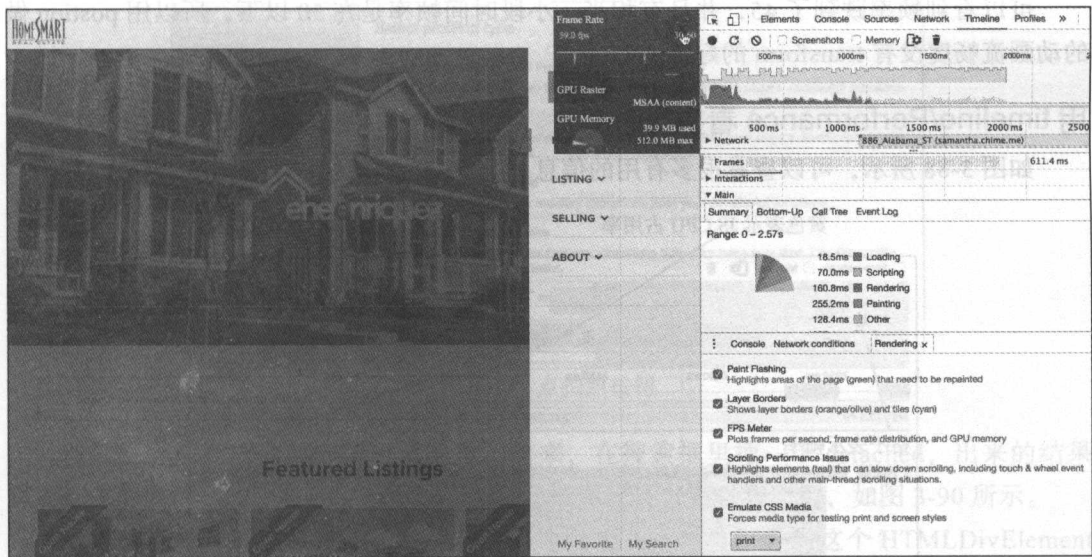 HOMESMART
REAL ESTATE
Featured Listings
Frame Rate
59.0 fps
GPU Raster
MSAA (content)
GPU Memory
39.9 MB used
512.0 MB max
LISTING
SELLING
ABOUT
My Favorite | My Search
Elements Console Sources Network Timeline Profiles »
Screenshots Memory
500ms 1000ms 1500ms 2000ms
500 ms 1000 ms 1500 ms 2000 ms 2500
▶ Network
886_Alabama_ST (samantha.chime.me)
Frames 611.4 ms
▶ Interactions
▼ Main
Summary Bottom-Up Call Tree Event Log
Range: 0 – 2.57s
18.5ms Loading
70.0ms Scripting
160.8ms Rendering
255.2ms Painting
128.4ms Other
Console Network conditions Rendering ×
Paint Flashing
Highlights areas of the page (green) that need to be repainted
Layer Borders
Shows layer borders (orange/olive) and tiles (cyan)
FPS Meter
Plots frames per second, frame rate distribution, and GPU memory
Scrolling Performance Issues
Highlights elements (teal) that can slow down scrolling, including touch & wheel event
handlers and other main-thread scrolling situations.
Emulate CSS Media
Forces media type for testing print and screen styles
print